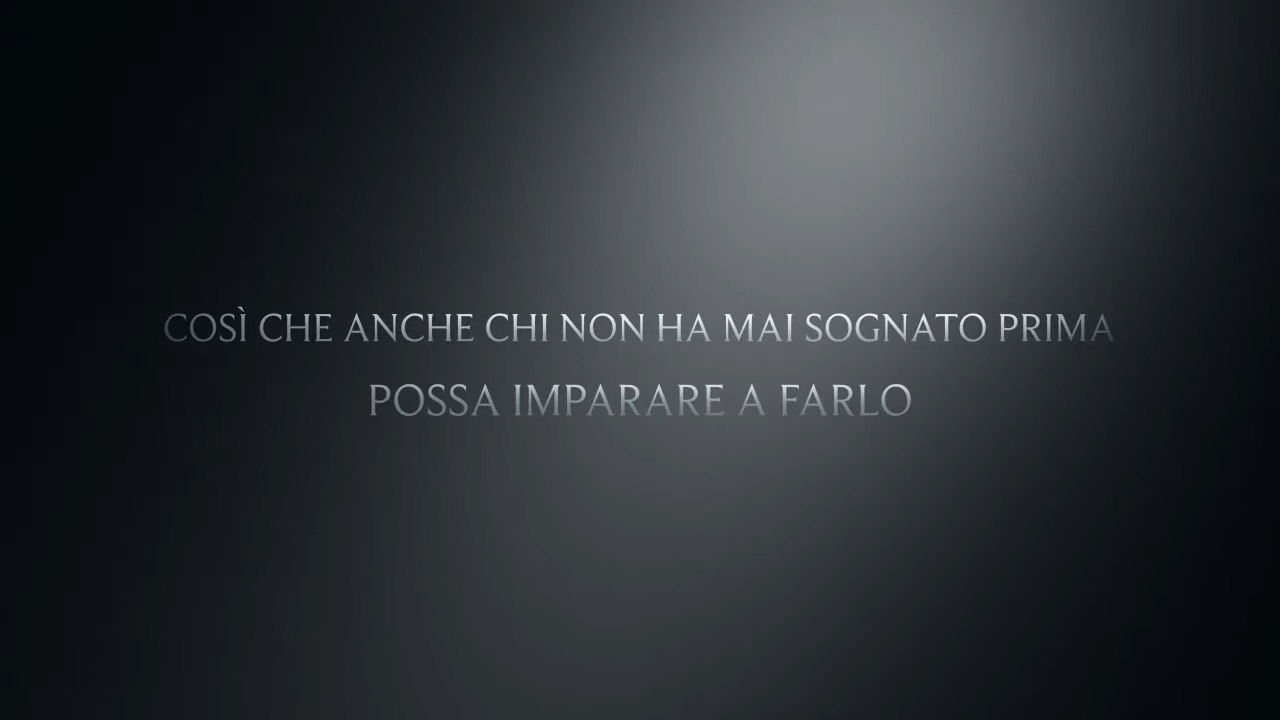 COSÌ CHE ANCHE CHI NON HA MAI SOGNATO PRIMA
POSSA IMPARARE A FARLO